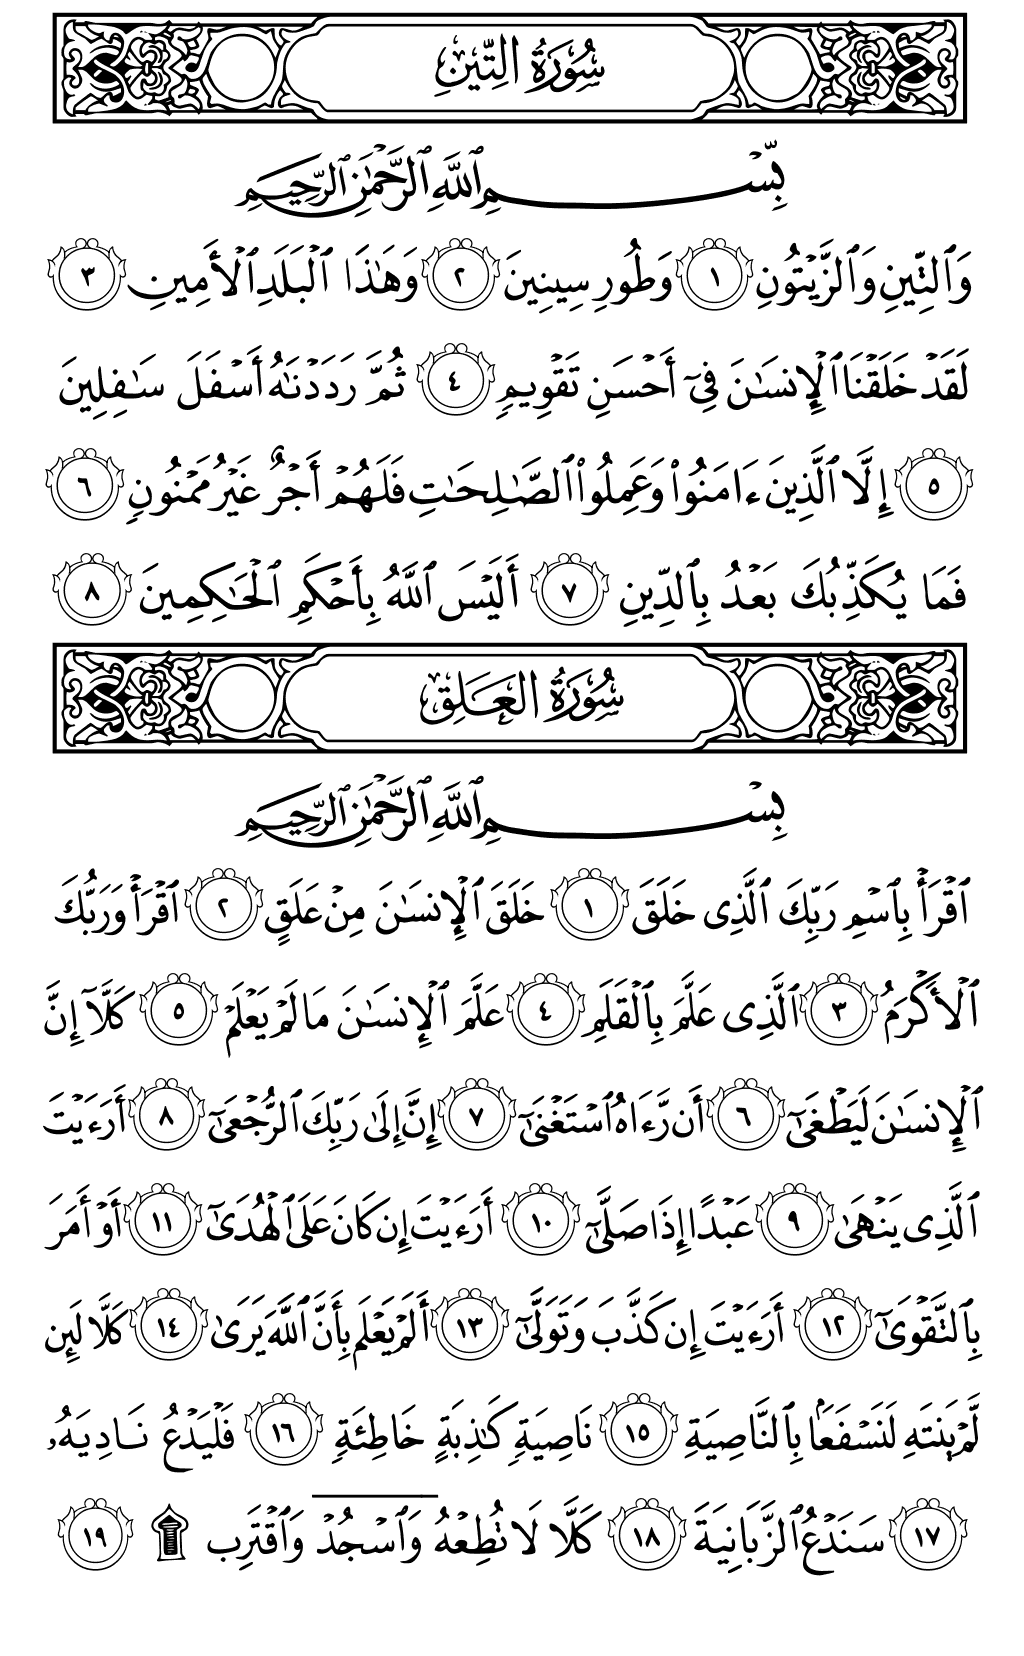 سُورَةُ التِّينِ
بِّسۡمِ ٱللَّهِ ٱلرَّحۡمَٰنِ ٱلرَّحِيمِ
وَٱلتِّينِ وَٱلزَّيۡتُونِ ١ وَطُورِ سِينِينَ ٢ وَهَٰذَا ٱلۡبَلَدِ ٱلۡأَمِينِ ٣
لَقَدۡ خَلَقۡنَا ٱلۡإِنسَٰنَ فِيٓ أَحۡسَنِ تَقۡوِيمٖ ٤ ثُمَّ رَدَدۡنَٰهُ أَسۡفَلَ سَٰفِلِينَ
٥ إِلَّا ٱلَّذِينَ ءَامَنُواْ وَعَمِلُواْ ٱلصَّٰلِحَٰتِ فَلَهُمۡ أَجۡرٌ غَيۡرُ مَمۡنُونٖ ٦
فَمَا يُكَذِّبُكَ بَعۡدُ بِٱلدِّينِ ٧ أَلَيۡسَ ٱللَّهُ بِأَحۡكَمِ ٱلۡحَٰكِمِينَ ٨
سُورَةُ العَلَقِ
بِسۡمِ ٱللَّهِ ٱلرَّحۡمَٰنِ ٱلرَّحِيمِ
ٱقۡرَأۡ بِٱسۡمِ رَبِّكَ ٱلَّذِي خَلَقَ ١ خَلَقَ ٱلۡإِنسَٰنَ مِنۡ عَلَقٍ ٢ ٱقۡرَأۡ وَرَبُّكَ
ٱلۡأَكۡرَمُ ٣ ٱلَّذِي عَلَّمَ بِٱلۡقَلَمِ ٤ عَلَّمَ ٱلۡإِنسَٰنَ مَا لَمۡ يَعۡلَمۡ ٥ كَلَّآ إِنَّ
ٱلۡإِنسَٰنَ لَيَطۡغَىٰٓ ٦ أَن رَّءَاهُ ٱسۡتَغۡنَىٰٓ ٧ إِنَّ إِلَىٰ رَبِّكَ ٱلرُّجۡعَىٰٓ ٨ أَرَءَيۡتَ
ٱلَّذِي يَنۡهَىٰ ٩ عَبۡدًا إِذَا صَلَّىٰٓ ١٠ أَرَءَيۡتَ إِن كَانَ عَلَى ٱلۡهُدَىٰٓ ١١ أَوۡ أَمَرَ
بِٱلتَّقۡوَىٰٓ ١٢ أَرَءَيۡتَ إِن كَذَّبَ وَتَوَلَّىٰٓ ١٣ أَلَمۡ يَعۡلَم بِأَنَّ ٱللَّهَ يَرَىٰ ١٤ كَلَّا لَئِن
لَّمۡ يَنتَهِ لَنَسۡفَعَۢا بِٱلنَّاصِيَةِ ١٥ نَاصِيَةٖ كَٰذِبَةٍ خَاطِئَةٖ ١٦ فَلۡيَدۡعُ نَادِيَهُۥ
١٧ سَنَدۡعُ ٱلزَّبَانِيَةَ ١٨ كَلَّا لَا تُطِعۡهُ وَٱسۡجُدۡۤ وَٱقۡتَرِب ۩ ١٩